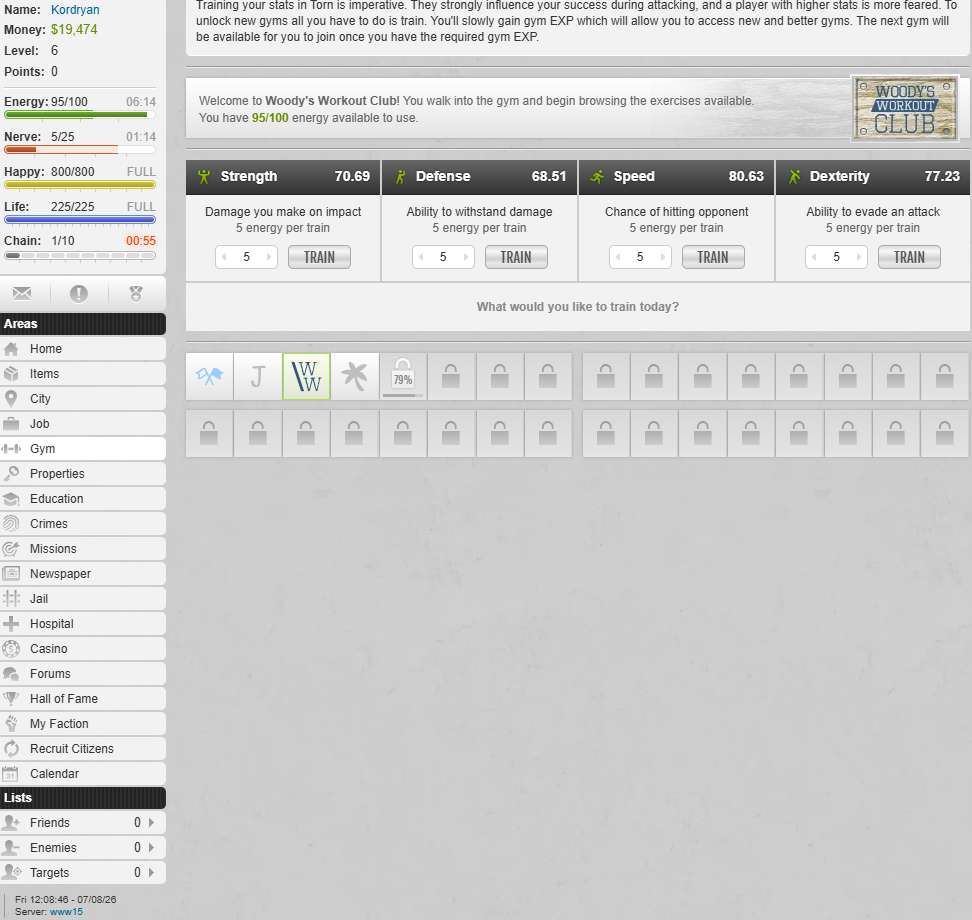 Name: Kordryan
Money: $19,474
Level: 6
Points: 0
Energy: 95/100 06:14
Nerve: 5/25 01:14
Happy: 800/800 FULL
Life: 225/225 FULL
Chain: 1/10 00:55
Areas
Home
Items
City
Job
Gym
Properties
Education
Crimes
Missions
Newspaper
Jail
Hospital
Casino
Forums
Hall of Fame
My Faction
Recruit Citizens
31
Calendar
Lists
Friends 0
Enemies 0
Targets 0
Fri 12:08:46 - 07/08/26
Server: www15
Training your stats in Torn is imperative. They strongly influence your success during attacking, and a player with higher stats is more feared. To
unlock new gyms all you have to do is train. You'll slowly gain gym EXP which will allow you to access new and better gyms. The next gym will
be available for you to join once you have the required gym EXP.
Welcome to Woody's Workout Club! You walk into the gym and begin browsing the exercises available.
You have 95/100 energy available to use.
WOODY'S
WORKOUT
CLUB
Strength 70.69
Damage you make on impact
5 energy per train
5 TRAIN
Defense 68.51
Ability to withstand damage
5 energy per train
5 TRAIN
Speed 80.63
Chance of hitting opponent
5 energy per train
5 TRAIN
Dexterity 77.23
Ability to evade an attack
5 energy per train
5 TRAIN
What would you like to train today?
J
WW
79%